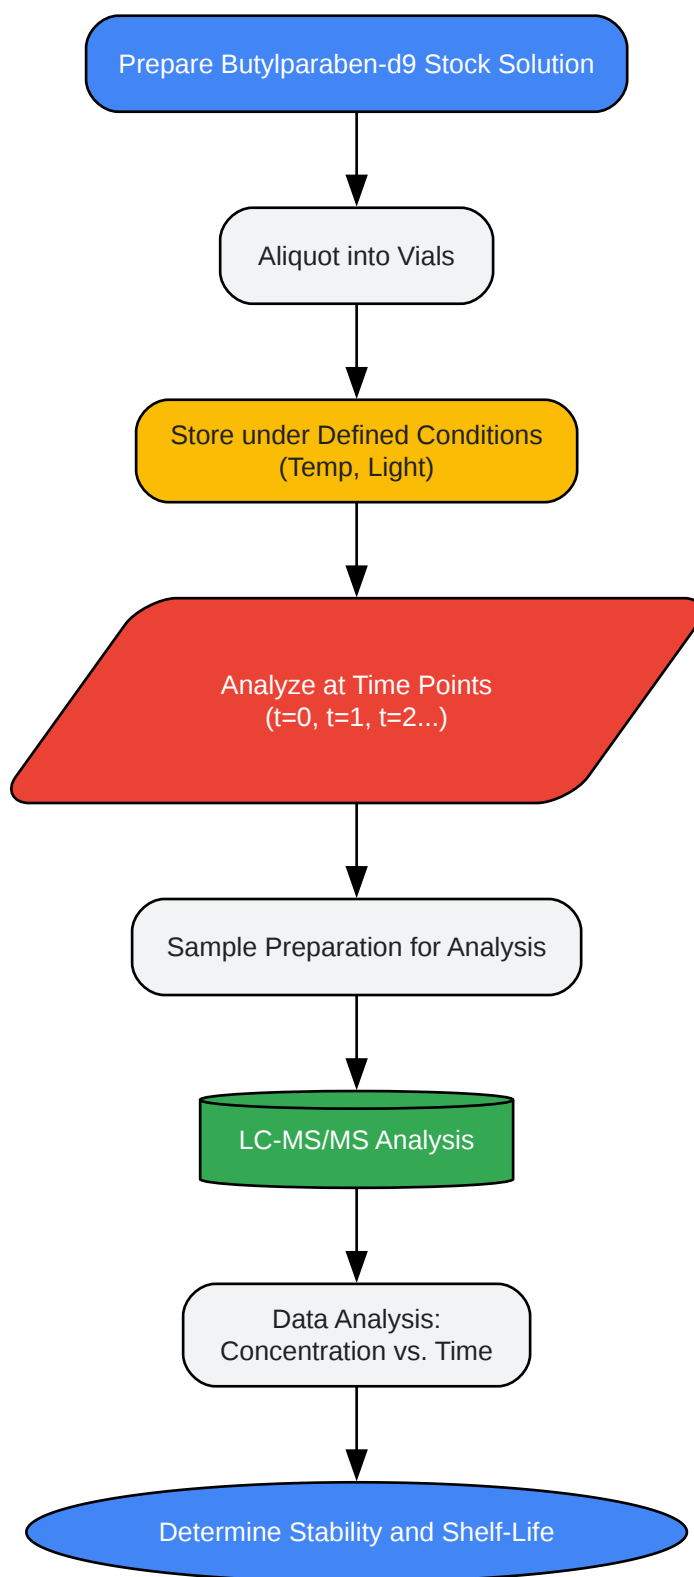 Prepare Butylparaben-d9 Stock Solution
Aliquot into Vials
Store under Defined Conditions
(Temp, Light)
Analyze at Time Points
(t=0, t=1, t=2...)
Sample Preparation for Analysis
LC-MS/MS Analysis
Data Analysis:
Concentration vs. Time
Determine Stability and Shelf-Life